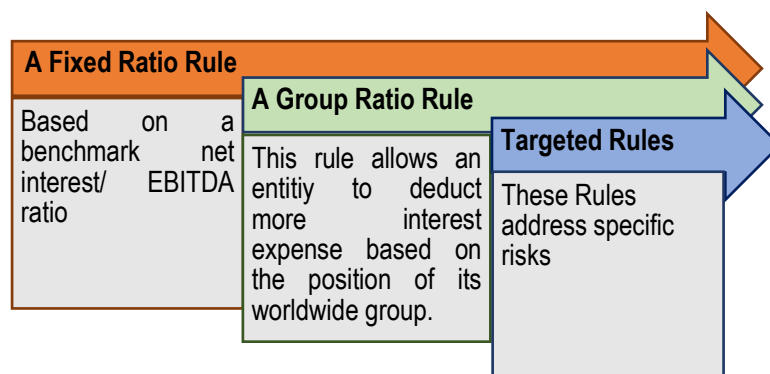 A Fixed Ratio Rule
Based on a
benchmark net
interest/ EBITDA
ratio
A Group Ratio Rule
This rule allows an
entitiy to deduct
more interest
expense based on
the position of its
worldwide group.
Targeted Rules
These Rules
address specific
risks